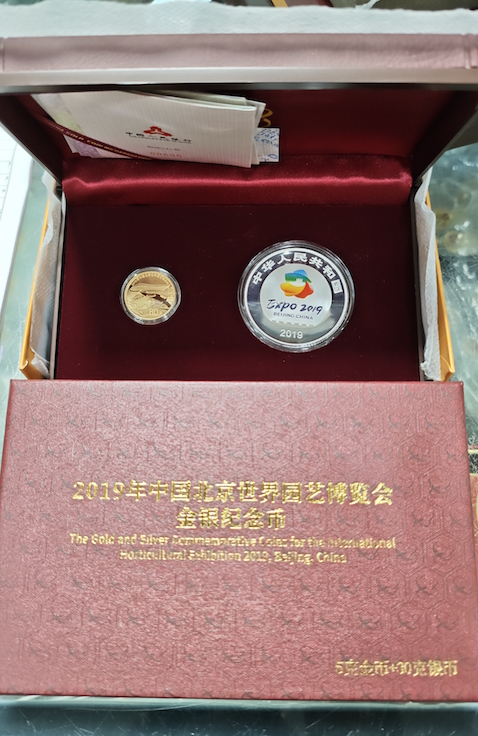 中华人民共和国
Expo 2019
BEIJING CHINA
2019
2019年中国北京世界园艺博览会
金银纪念币
The Gold and Silver Commemorative Coins for the International
Horticultural Exhibition 2019, Beijing, China
5克金币+30克银币